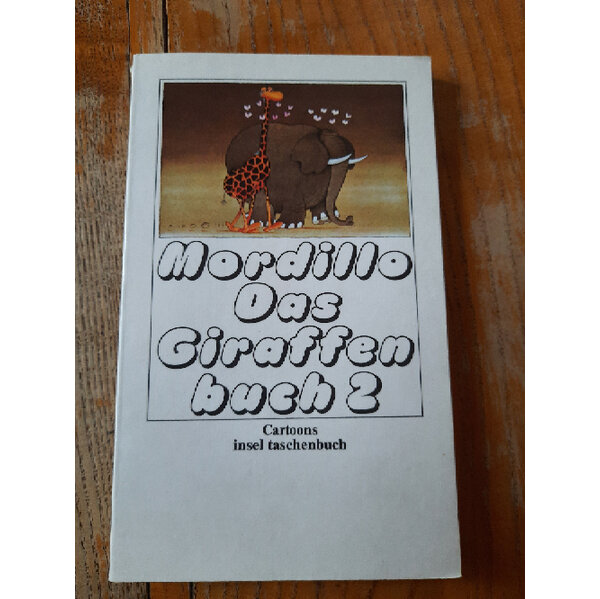 Mordillo
Das
Giraffen
buch 2
Cartoons
insel taschenbuch